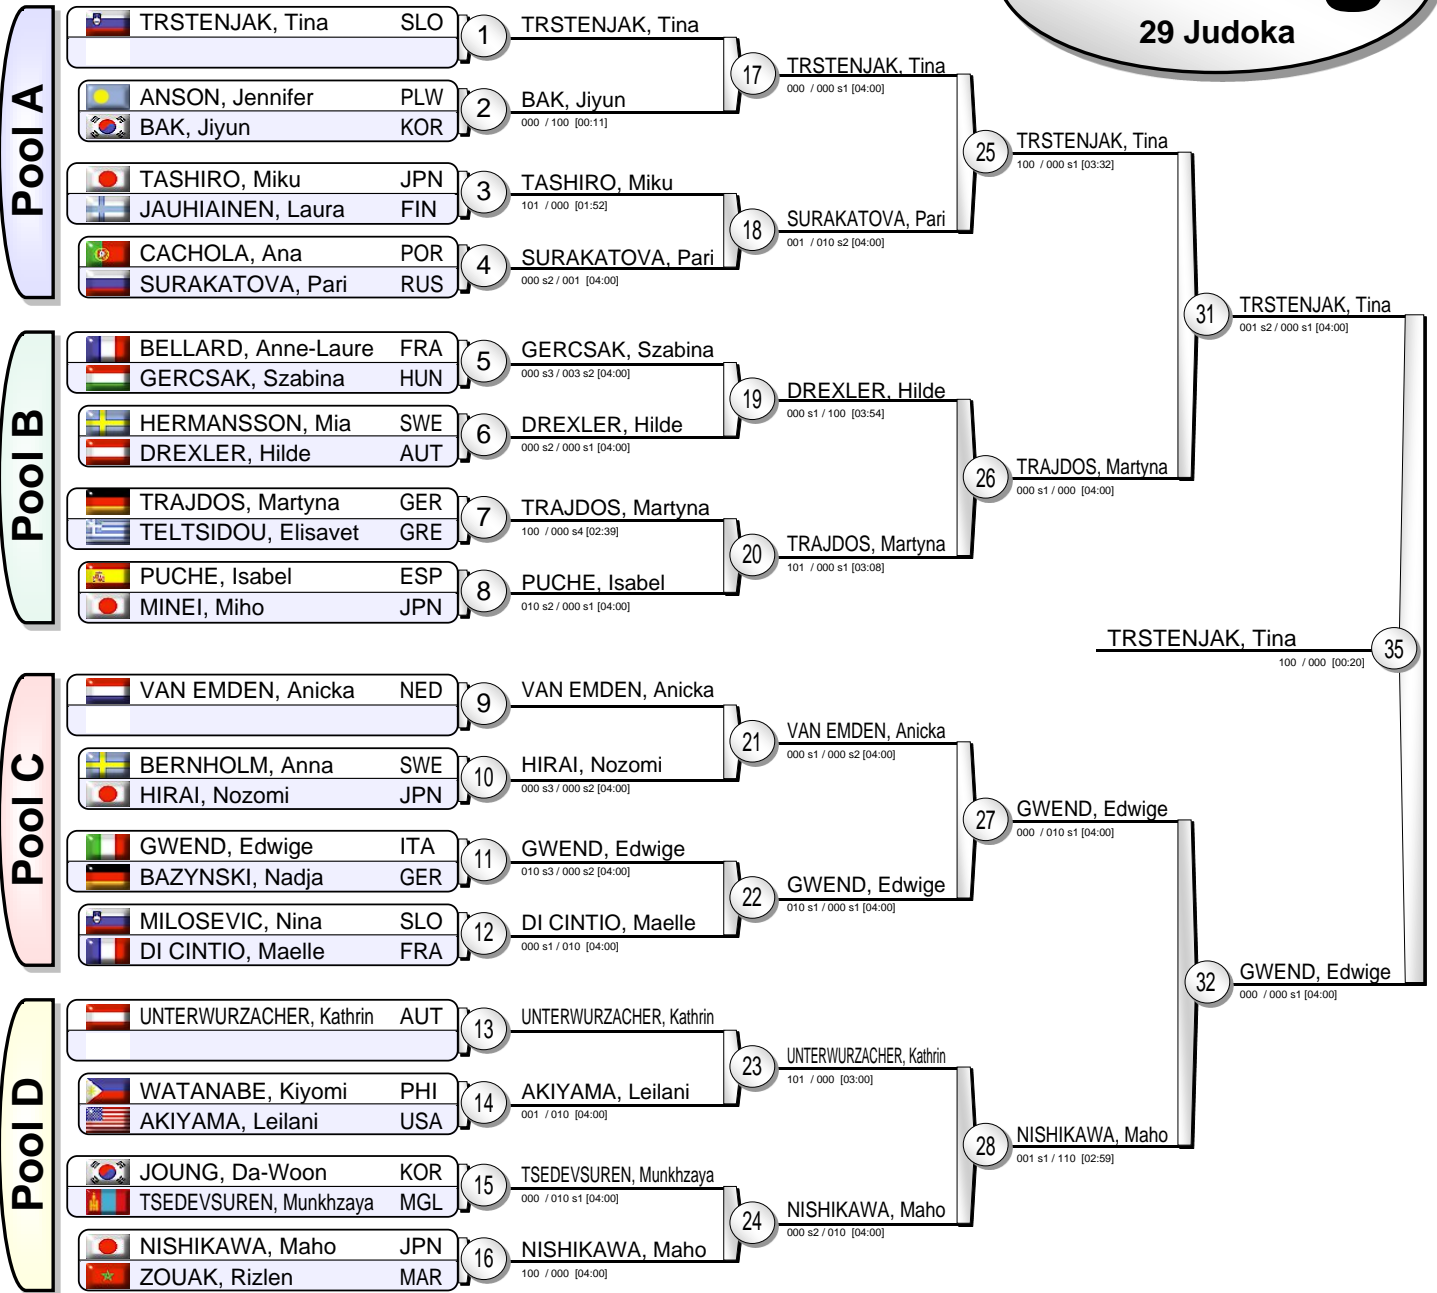 29 Judoka
Pool A
TRSTENJAK, Tina SLO
1
ANSON, Jennifer PLW
BAK, Jiyun KOR
2
TASHIRO, Miku JPN
JAUHIAINEN, Laura FIN
3
CACHOLA, Ana POR
SURAKATOVA, Pari RUS
4
TRSTENJAK, Tina
BAK, Jiyun
000 / 100 [00:11]
17
TASHIRO, Miku
101 / 000 [01:52]
SURAKATOVA, Pari
000 s2 / 001 [04:00]
18
TRSTENJAK, Tina
000 / 000 s1 [04:00]
SURAKATOVA, Pari
001 / 010 s2 [04:00]
25
TRSTENJAK, Tina
100 / 000 s1 [03:32]
Pool B
BELLARD, Anne-Laure FRA
GERCSAK, Szabina HUN
5
HERMANSSON, Mia SWE
DREXLER, Hilde AUT
6
TRAJDOS, Martyna GER
TELTSIDOU, Elisavet GRE
7
PUCHE, Isabel ESP
MINEI, Miho JPN
8
GERCSAK, Szabina
000 s3 / 003 s2 [04:00]
DREXLER, Hilde
000 s2 / 000 s1 [04:00]
19
TRAJDOS, Martyna
100 / 000 s4 [02:39]
PUCHE, Isabel
010 s2 / 000 s1 [04:00]
20
DREXLER, Hilde
000 s1 / 100 [03:54]
TRAJDOS, Martyna
101 / 000 s1 [03:08]
26
TRAJDOS, Martyna
000 s1 / 000 [04:00]
31
TRSTENJAK, Tina
001 s2 / 000 s1 [04:00]
TRSTENJAK, Tina
100 / 000 [00:20]
35
Pool C
VAN EMDEN, Anicka NED
9
BERNHOLM, Anna SWE
HIRAI, Nozomi JPN
10
GWEND, Edwige ITA
BAZYNSKI, Nadja GER
11
MILOSEVIC, Nina SLO
DI CINTIO, Maelle FRA
12
VAN EMDEN, Anicka
HIRAI, Nozomi
000 s3 / 000 s2 [04:00]
21
GWEND, Edwige
010 s3 / 000 s2 [04:00]
DI CINTIO, Maelle
000 s1 / 010 [04:00]
22
VAN EMDEN, Anicka
000 s1 / 000 s2 [04:00]
GWEND, Edwige
010 s1 / 000 s1 [04:00]
27
GWEND, Edwige
000 / 010 s1 [04:00]
Pool D
UNTERWURZACHER, Kathrin AUT
13
WATANABE, Kiyomi PHI
AKIYAMA, Leilani USA
14
JOUNG, Da-Woon KOR
TSEDEVSUREN, Munkhzaya MGL
15
NISHIKAWA, Maho JPN
ZOUAK, Rizlen MAR
16
UNTERWURZACHER, Kathrin
AKIYAMA, Leilani
001 / 010 [04:00]
23
TSEDEVSUREN, Munkhzaya
000 / 010 s1 [04:00]
NISHIKAWA, Maho
100 / 000 [04:00]
24
UNTERWURZACHER, Kathrin
101 / 000 [03:00]
NISHIKAWA, Maho
000 s2 / 010 [04:00]
28
NISHIKAWA, Maho
001 s1 / 110 [02:59]
32
GWEND, Edwige
000 / 000 s1 [04:00]